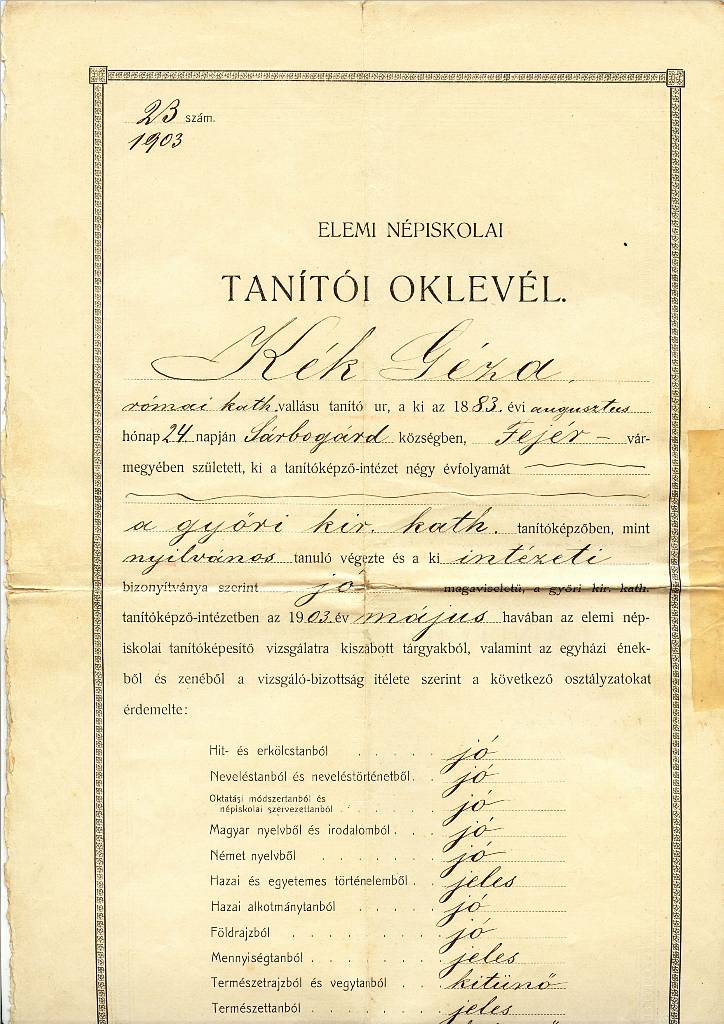 23 szám.
1903
ELEMI NÉPISKOLAI
TANÍTÓI OKLEVÉL.
Kék Géza.
római kath. vallásu tanító ur, a ki az 1883. évi augusztus
hónap 24. napján Sárbogárd községben, Fejér – vár-
megyében született, ki a tanítóképző-intézet négy évfolyamát
a győri kir. kath. tanítóképzőben, mint
nyilvános tanuló végezte és a ki intézeti
bizonyítványa szerint jó magaviseletü, a győri kir. kath.
tanítóképző-intézetben az 1903. év május havában az elemi nép-
iskolai tanítóképesítő vizsgálatra kiszabott tárgyakból, valamint az egyházi ének-
ből és zenéből a vizsgáló-bizottság itélete szerint a következő osztályzatokat
érdemelte:
Hit- és erkölcstanból . . . . . jó
Neveléstanból és neveléstörténetből. . jó
Oktatási módszertanból és
népiskolai szervezettanból . . . . . jó
Magyar nyelvből és irodalomból . . . jó
Német nyelvből . . . . . . . jó
Hazai és egyetemes történelemből . . jeles
Hazai alkotmánytanból . . . . . jó
Földrajzból . . . . . . . . jó
Mennyiségtanból . . . . . . . jeles
Természetrajzból és vegytanból . . . kitünő
Természettanból . . . . . . . jeles